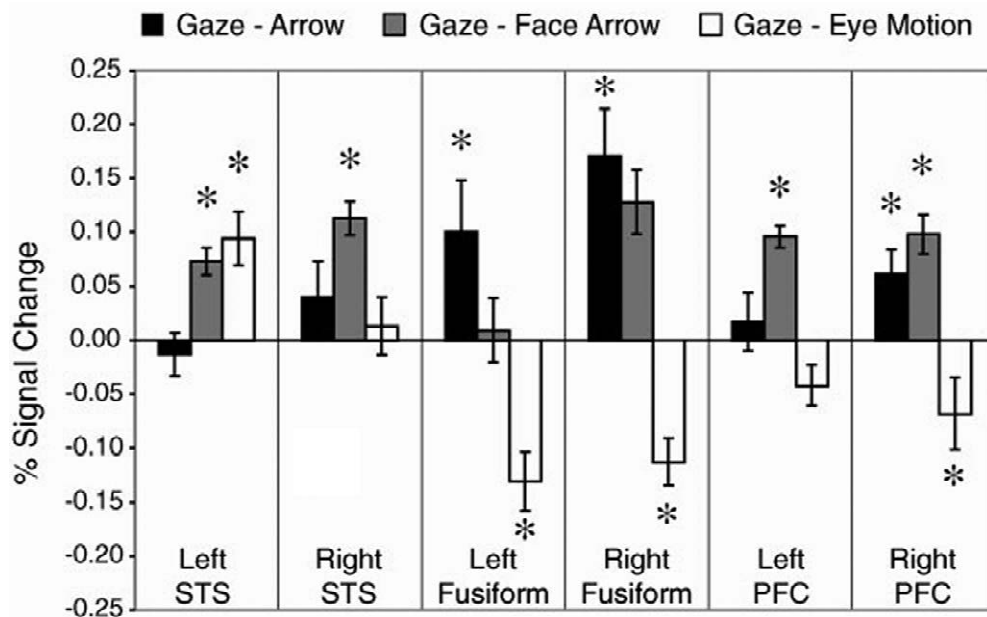 Gaze - Arrow Gaze - Face Arrow Gaze - Eye Motion
% Signal Change
0.25
0.20
0.15
0.10
0.05
0.00
-0.05
-0.10
-0.15
-0.20
-0.25
* * * * * * * * * * *
Left STS
Right STS
Left Fusiform
Right Fusiform
Left PFC
Right PFC